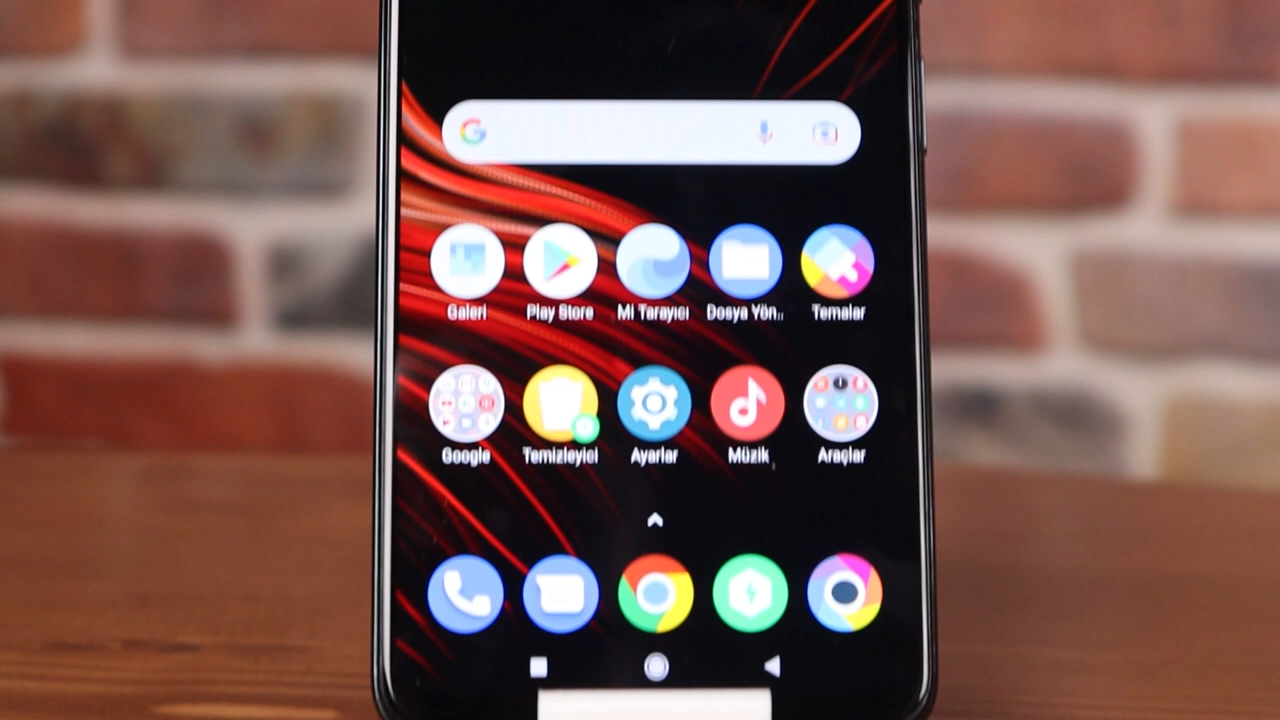 G
Galeri Play Store Mi Tarayıcı Dosya Yön... Temalar
Google Temizleyici Ayarlar Müzik Araçlar